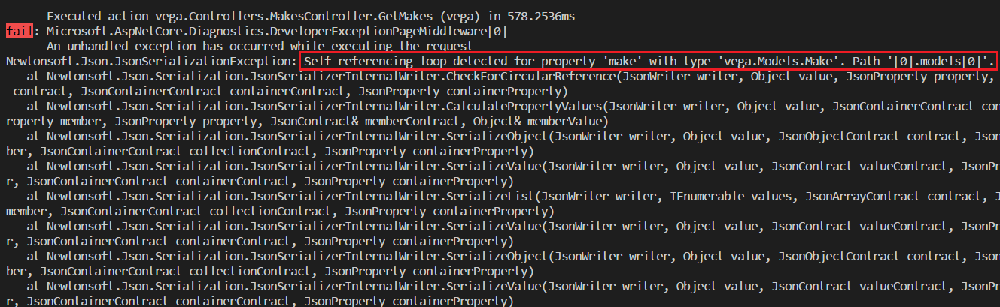 Executed action vega.Controllers.MakesController.GetMakes (vega) in 578.2536ms
fail: Microsoft.AspNetCore.Diagnostics.DeveloperExceptionPageMiddleware[0]
An unhandled exception has occurred while executing the request
Newtonsoft.Json.JsonSerializationException: Self referencing loop detected for property 'make' with type 'vega.Models.Make'. Path '[0].models[0]'.
at Newtonsoft.Json.Serialization.JsonSerializerInternalWriter.CheckForCircularReference(JsonWriter writer, Object value, JsonProperty property,
contract, JsonContainerContract containerContract, JsonProperty containerProperty)
at Newtonsoft.Json.Serialization.JsonSerializerInternalWriter.CalculatePropertyValues(JsonWriter writer, Object value, JsonContainerContract con
roperty member, JsonProperty property, JsonContract& memberContract, Object& memberValue)
at Newtonsoft.Json.Serialization.JsonSerializerInternalWriter.SerializeObject(JsonWriter writer, Object value, JsonObjectContract contract, Json
ber, JsonContainerContract collectionContract, JsonProperty containerProperty)
at Newtonsoft.Json.Serialization.JsonSerializerInternalWriter.SerializeValue(JsonWriter writer, Object value, JsonContract valueContract, JsonPr
r, JsonContainerContract containerContract, JsonProperty containerProperty)
at Newtonsoft.Json.Serialization.JsonSerializerInternalWriter.SerializeList(JsonWriter writer, IEnumerable values, JsonArrayContract contract, J
member, JsonContainerContract collectionContract, JsonProperty containerProperty)
at Newtonsoft.Json.Serialization.JsonSerializerInternalWriter.SerializeValue(JsonWriter writer, Object value, JsonContract valueContract, JsonPr
r, JsonContainerContract containerContract, JsonProperty containerProperty)
at Newtonsoft.Json.Serialization.JsonSerializerInternalWriter.SerializeObject(JsonWriter writer, Object value, JsonObjectContract contract, Json
ber, JsonContainerContract collectionContract, JsonProperty containerProperty)
at Newtonsoft.Json.Serialization.JsonSerializerInternalWriter.SerializeValue(JsonWriter writer, Object value, JsonContract valueContract, JsonPr
r, JsonContainerContract containerContract, JsonProperty containerProperty)